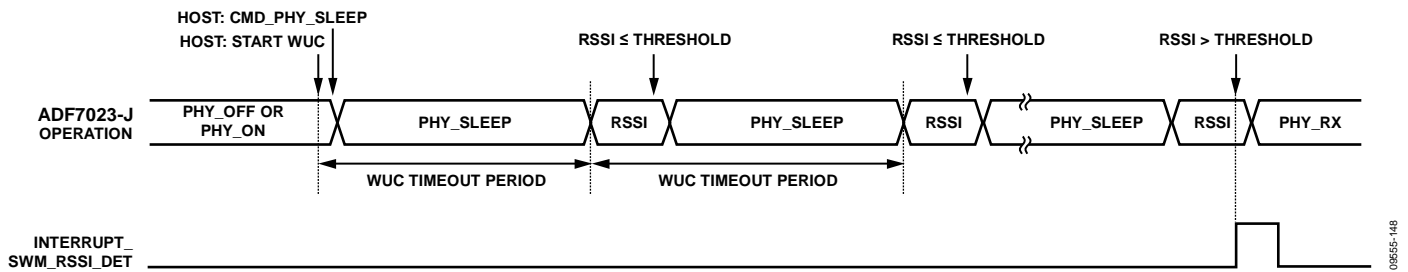 HOST: CMD_PHY_SLEEP
HOST: START WUC
RSSI ≤ THRESHOLD
RSSI ≤ THRESHOLD
RSSI > THRESHOLD
ADF7023-J
OPERATION
PHY_OFF OR
PHY_ON
PHY_SLEEP
RSSI
PHY_SLEEP
RSSI
PHY_SLEEP
RSSI
PHY_RX
WUC TIMEOUT PERIOD
WUC TIMEOUT PERIOD
INTERRUPT_
SWM_RSSI_DET
09555-148